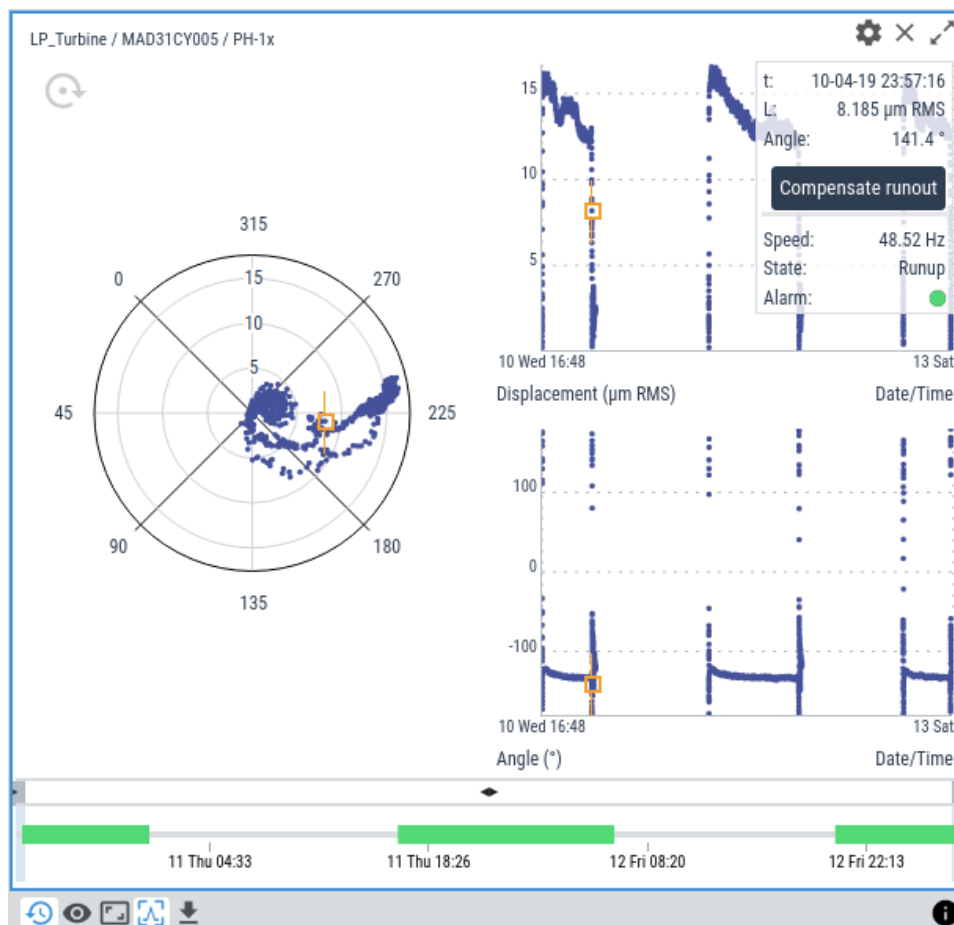 LP_Turbine / MAD31CY005 / PH-1x
t: 10-04-19 23:57:16
L: 8.185 µm RMS
Angle: 141.4 °
Compensate runout
Speed: 48.52 Hz
State: Runup
Alarm:
315
0
270
15
10
5
45
225
90
180
135
15
10
5
10 Wed 16:48
13 Sat
Displacement (µm RMS)
Date/Time
100
0
-100
10 Wed 16:48
13 Sat
Angle (°)
Date/Time
11 Thu 04:33
11 Thu 18:26
12 Fri 08:20
12 Fri 22:13